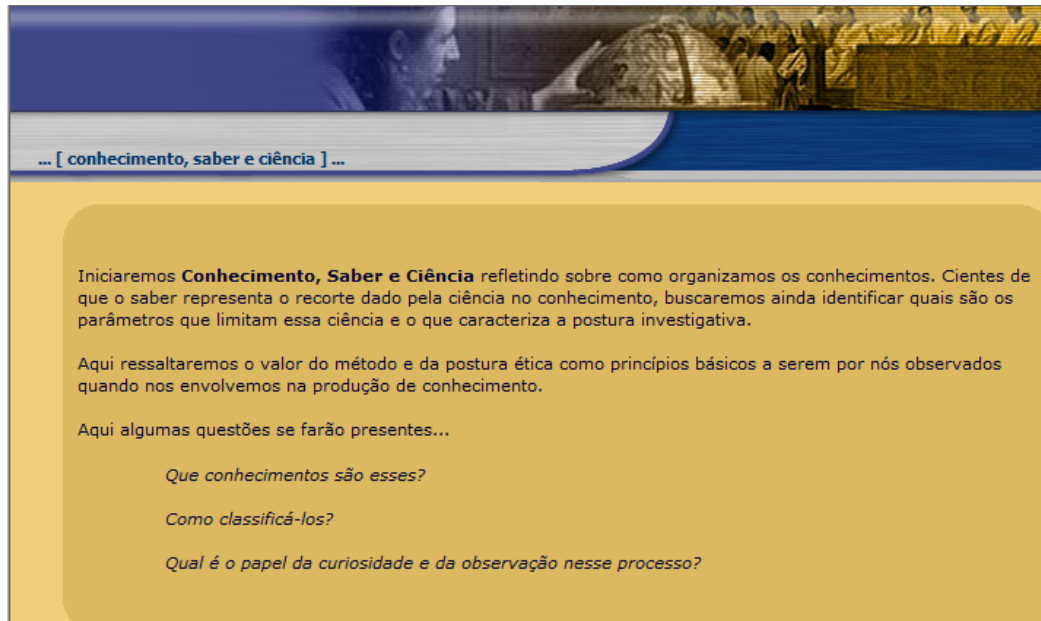 ... [ conhecimento, saber e ciência ] ...
Iniciaremos Conhecimento, Saber e Ciência refletindo sobre como organizamos os conhecimentos. Cientes de
que o saber representa o recorte dado pela ciência no conhecimento, buscaremos ainda identificar quais são os
parâmetros que limitam essa ciência e o que caracteriza a postura investigativa.
Aqui ressaltaremos o valor do método e da postura ética como princípios básicos a serem por nós observados
quando nos envolvemos na produção de conhecimento.
Aqui algumas questões se farão presentes...
Que conhecimentos são esses?
Como classificá-los?
Qual é o papel da curiosidade e da observação nesse processo?